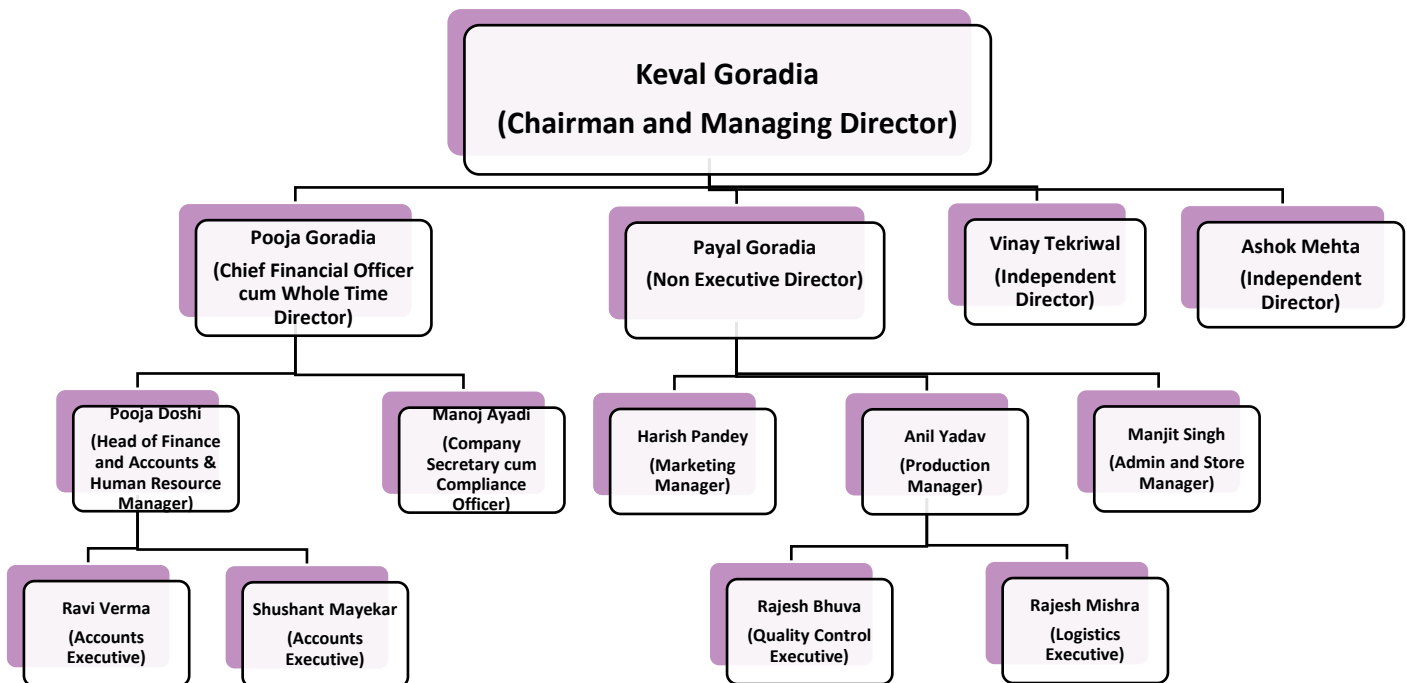 Keval Goradia
(Chairman and Managing Director)
Pooja Goradia
(Chief Financial Officer
cum Whole Time
Director)
Payal Goradia
(Non Executive Director)
Vinay Tekriwal
(Independent
Director)
Ashok Mehta
(Independent
Director)
Pooja Doshi
(Head of Finance
and Accounts &
Human Resource
Manager)
Manoj Ayadi
(Company
Secretary cum
Compliance
Officer)
Harish Pandey
(Marketing
Manager)
Anil Yadav
(Production
Manager)
Manjit Singh
(Admin and Store
Manager)
Ravi Verma
(Accounts
Executive)
Shushant Mayekar
(Accounts
Executive)
Rajesh Bhuva
(Quality Control
Executive)
Rajesh Mishra
(Logistics
Executive)